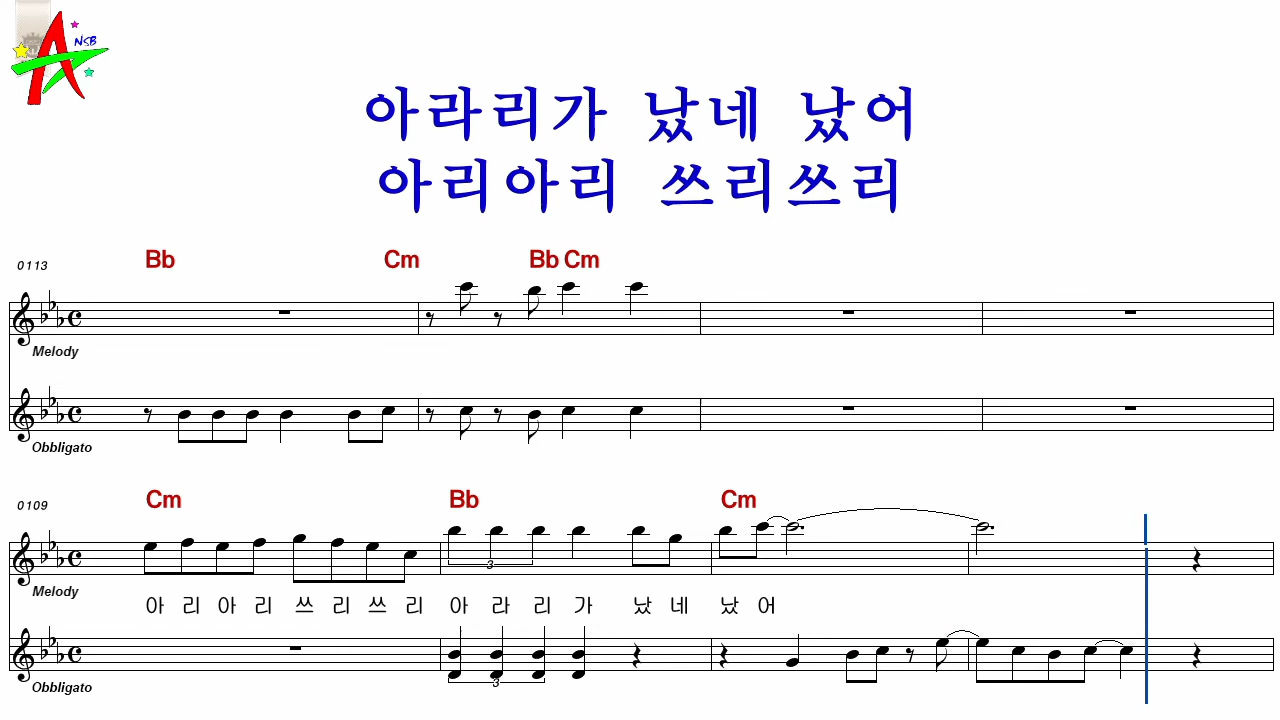 NSB
아라리가 났네 났어
아리아리 쓰리쓰리
0113
Bb Cm Bb Cm
Melody
Obbligato
0109
Cm Bb Cm
3
Melody
아 리 아 리 쓰 리 쓰 리 아 라 리 가 났 네 났 어
3
Obbligato